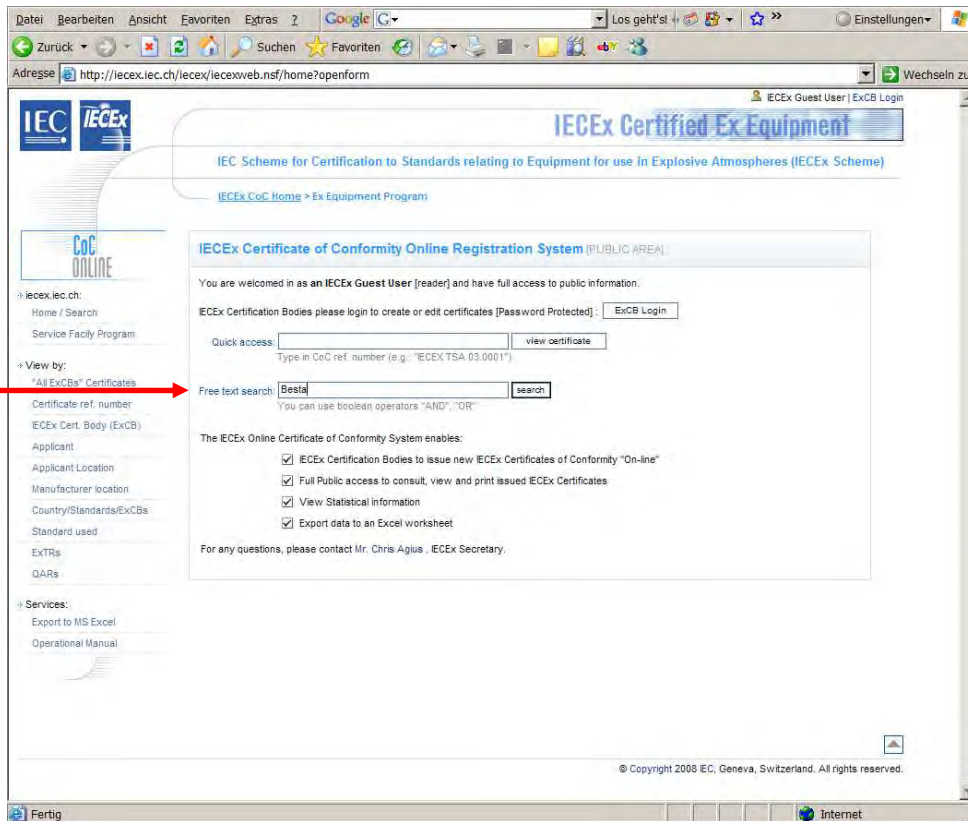 Datei Bearbeiten Ansicht Favoriten Extras ? Google G Los geht's! » Einstellungen
Zurück Suchen Favoriten
Adresse http://iecex.iec.ch/iecex/iecexweb.nsf/home?openform Wechseln zu
IECEx Guest User | ExCB Login
IEC IECEx
IECEx Certified Ex Equipment
IEC Scheme for Certification to Standards relating to Equipment for use in Explosive Atmospheres (IECEx Scheme)
IECEx CoC Home > Ex Equipment Program
CoC
ONLINE
IECEx Certificate of Conformity Online Registration System [PUBLIC AREA]
You are welcomed in as an IECEx Guest User [reader] and have full access to public information.
iecex.iec.ch:
Home / Search
Service Facily Program
View by:
"All ExCBs" Certificates
Certificate ref. number
IECEx Cert. Body (ExCB)
Applicant
Applicant Location
Manufacturer location
Country/Standards/ExCBs
Standard used
ExTRs
QARs
Services:
Export to MS Excel
Operational Manual
IECEx Certification Bodies please login to create or edit certificates [Password Protected] : ExCB Login
Quick access: view certificate
Type in CoC ref. number (e.g.: "IECEX TSA 03.0001")
Free text search: Besta search
You can use boolean operators "AND", "OR"
The IECEx Online Certificate of Conformity System enables:
IECEx Certification Bodies to issue new IECEx Certificates of Conformity "On-line"
Full Public access to consult, view and print issued IECEx Certificates
View Statistical information
Export data to an Excel worksheet
For any questions, please contact Mr. Chris Agius , IECEx Secretary.
© Copyright 2008 IEC, Geneva, Switzerland. All rights reserved.
Fertig Internet